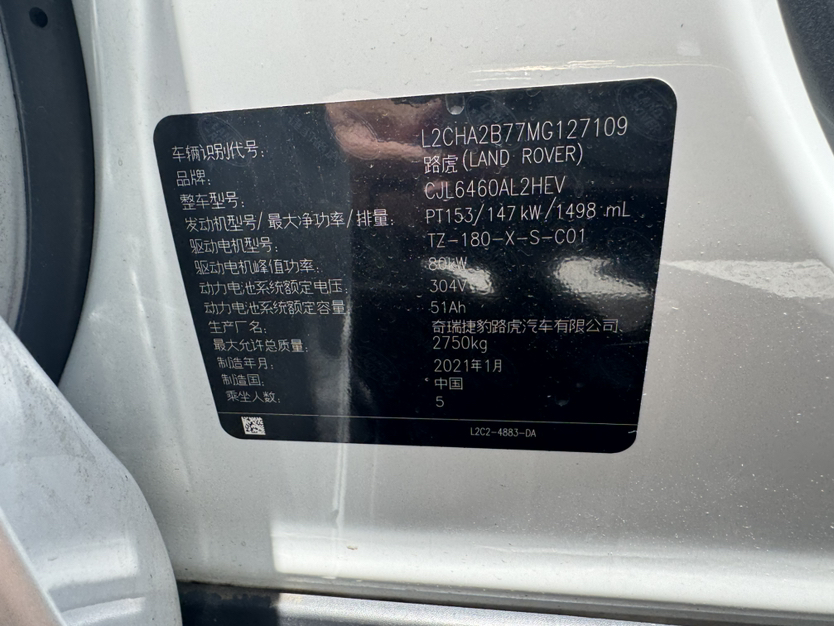 车辆识别代号: L2CHA2B77MG127109
品牌: 路虎(LAND ROVER)
整车型号: CJL6460AL2HEV
发动机型号/最大净功率/排量: PT153/147kW/1498 mL
驱动电机型号: TZ-180-X-S-C01
驱动电机峰值功率: 80kW
动力电池系统额定电压: 304V
动力电池系统额定容量: 51Ah
生产厂名: 奇瑞捷豹路虎汽车有限公司
最大允许总质量: 2750kg
制造年月: 2021年1月
制造国: 中国
乘坐人数: 5
L2C2-4883-DA